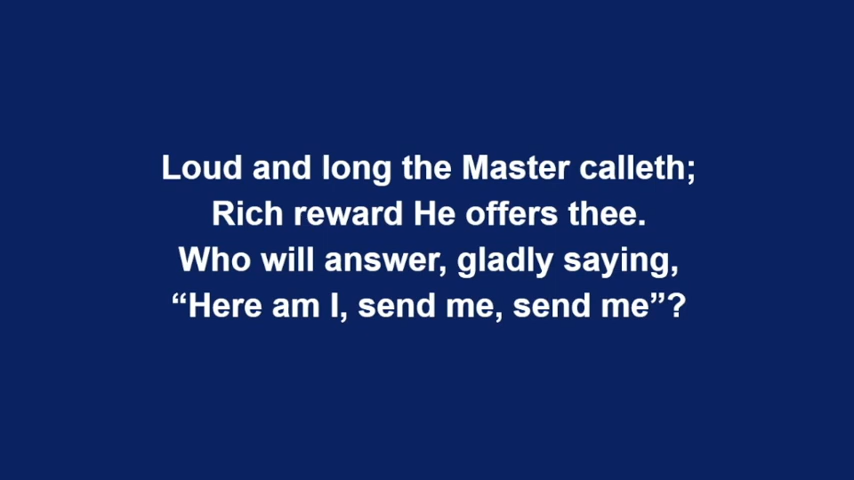 Loud and long the Master calleth;
Rich reward He offers thee.
Who will answer, gladly saying,
“Here am I, send me, send me”?